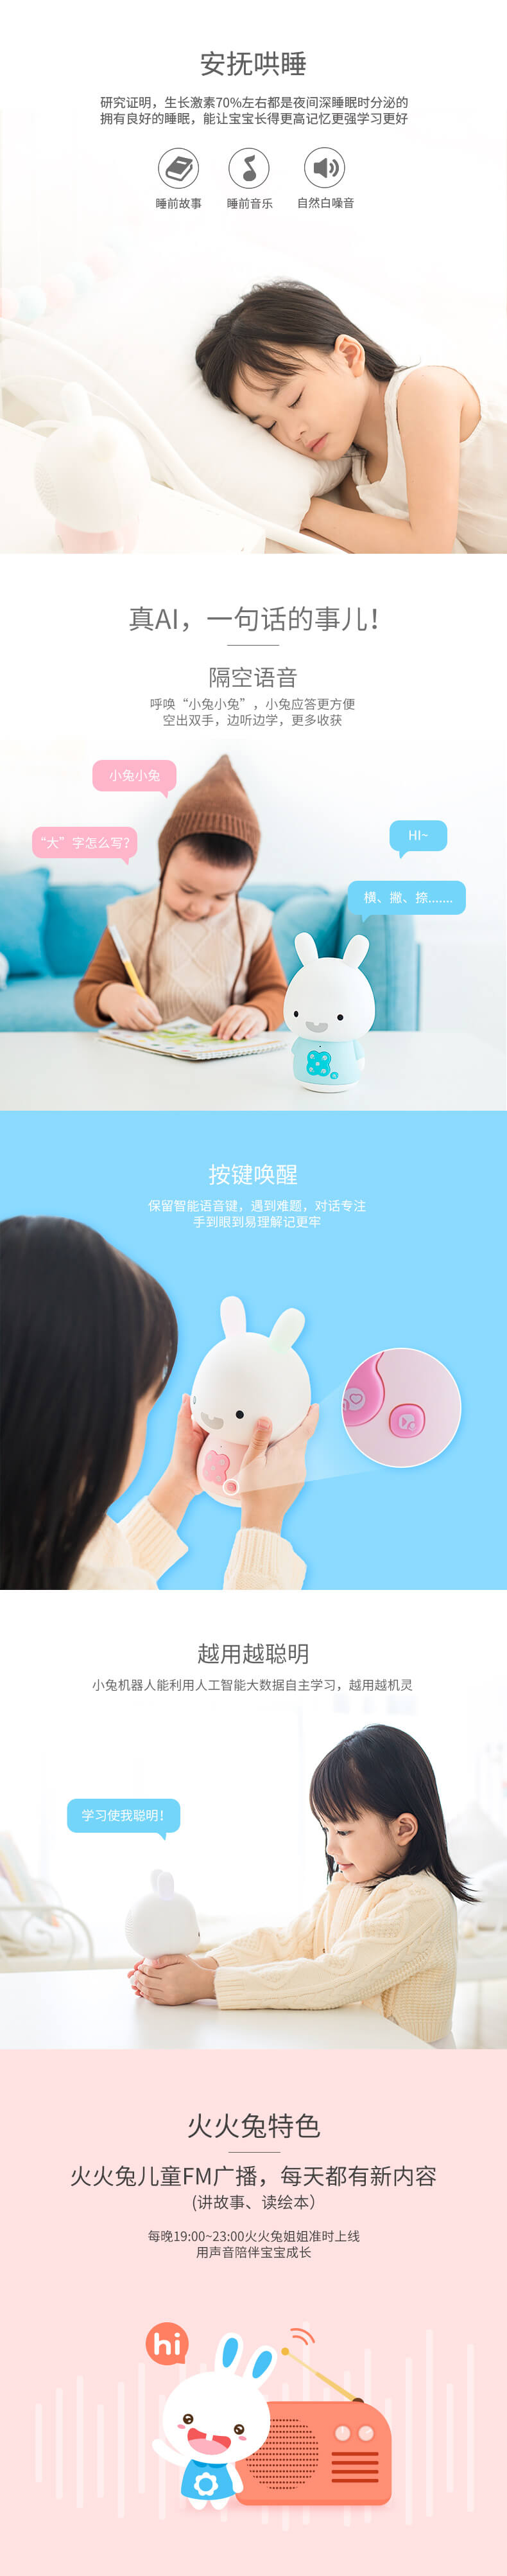 安抚哄睡
研究证明，生长激素70%左右都是夜间深睡眠时分泌的
拥有良好的睡眠，能让宝宝长得更高记忆更强学习更好
睡前故事 睡前音乐 自然白噪音
真AI，一句话的事儿！
隔空语音
呼唤“小兔小兔”，小兔应答更方便
空出双手，边听边学，更多收获
小兔小兔
“大”字怎么写？
HI~
横、撇、捺.......
按键唤醒
保留智能语音键，遇到难题，对话专注
手到眼到易理解记更牢
越用越聪明
小兔机器人能利用人工智能大数据自主学习，越用越机灵
学习使我聪明！
火火兔特色
火火兔儿童FM广播，每天都有新内容
(讲故事、读绘本）
每晚19:00~23:00火火兔姐姐准时上线
用声音陪伴宝宝成长
hi